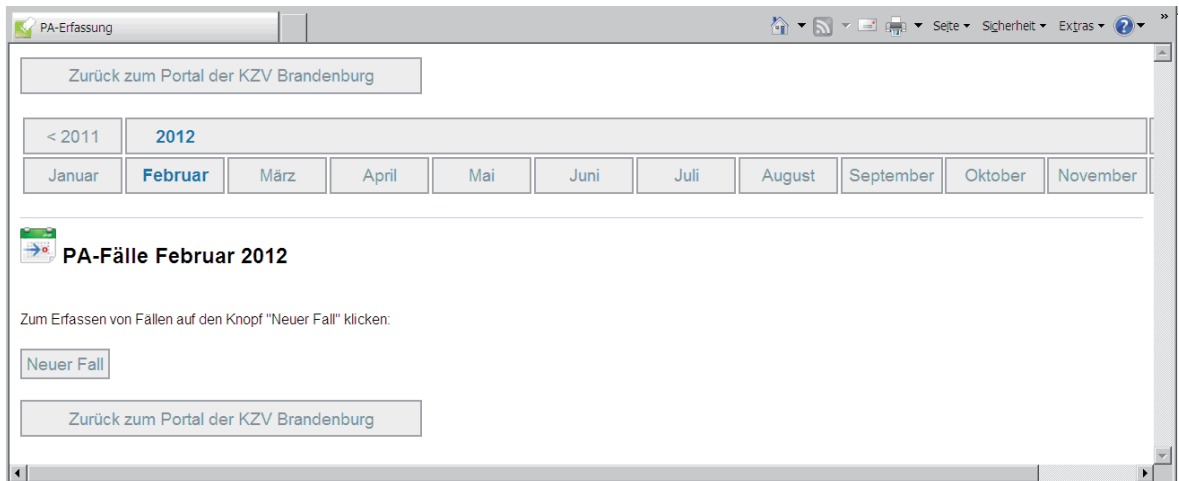 PA-Erfassung
Seite Sicherheit Extras ? »
Zurück zum Portal der KZV Brandenburg
< 2011 2012
Januar Februar März April Mai Juni Juli August September Oktober November
PA-Fälle Februar 2012
Zum Erfassen von Fällen auf den Knopf "Neuer Fall" klicken:
Neuer Fall
Zurück zum Portal der KZV Brandenburg